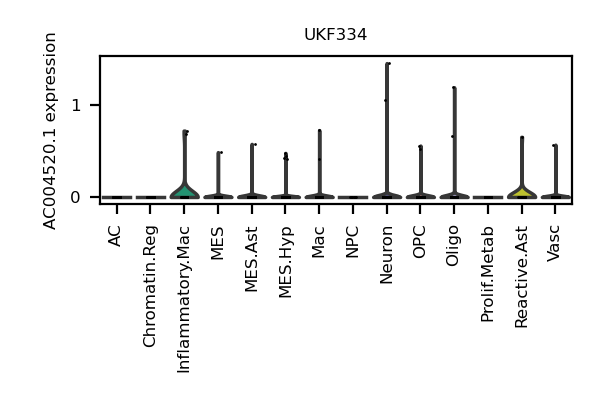 UKF334
AC004520.1 expression
1
0
AC
Chromatin.Reg
Inflammatory.Mac
MES
MES.Ast
MES.Hyp
Mac
NPC
Neuron
OPC
Oligo
Prolif.Metab
Reactive.Ast
Vasc